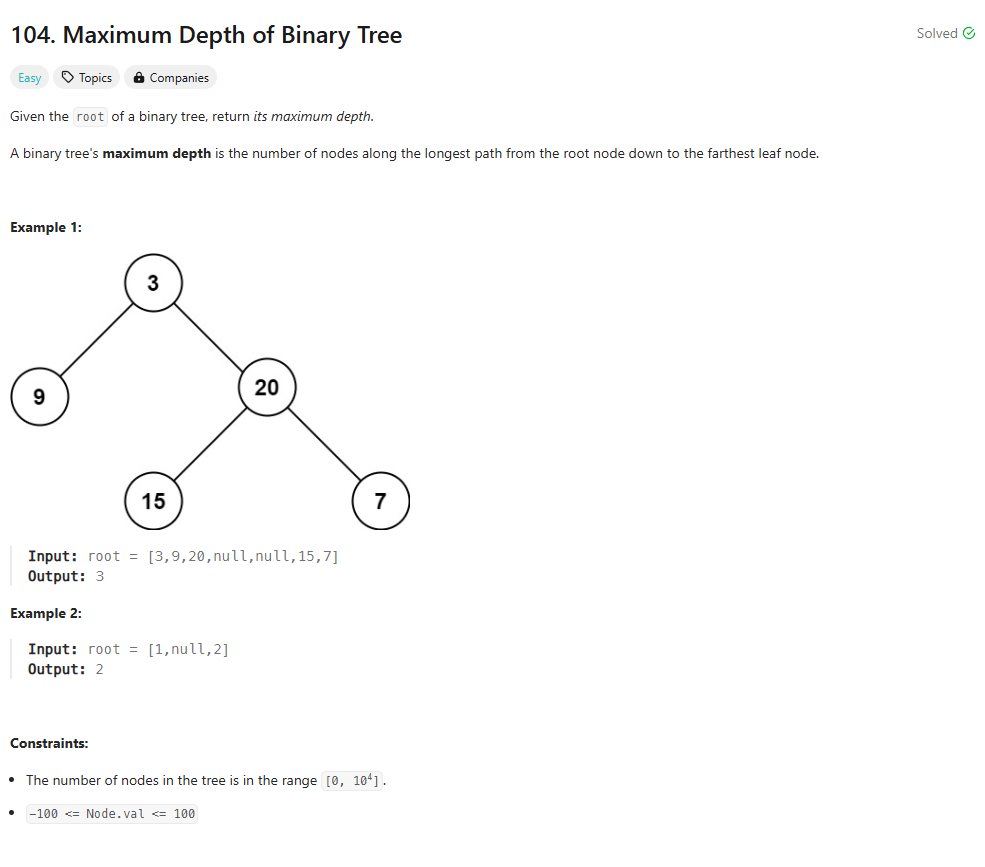 104. Maximum Depth of Binary Tree
Solved
Easy Topics Companies
Given the root of a binary tree, return its maximum depth.
A binary tree's maximum depth is the number of nodes along the longest path from the root node down to the farthest leaf node.
Example 1:
3
9
20
15
7
Input: root = [3,9,20,null,null,15,7]
Output: 3
Example 2:
Input: root = [1,null,2]
Output: 2
Constraints:
• The number of nodes in the tree is in the range [0, 10⁴].
• -100 <= Node.val <= 100